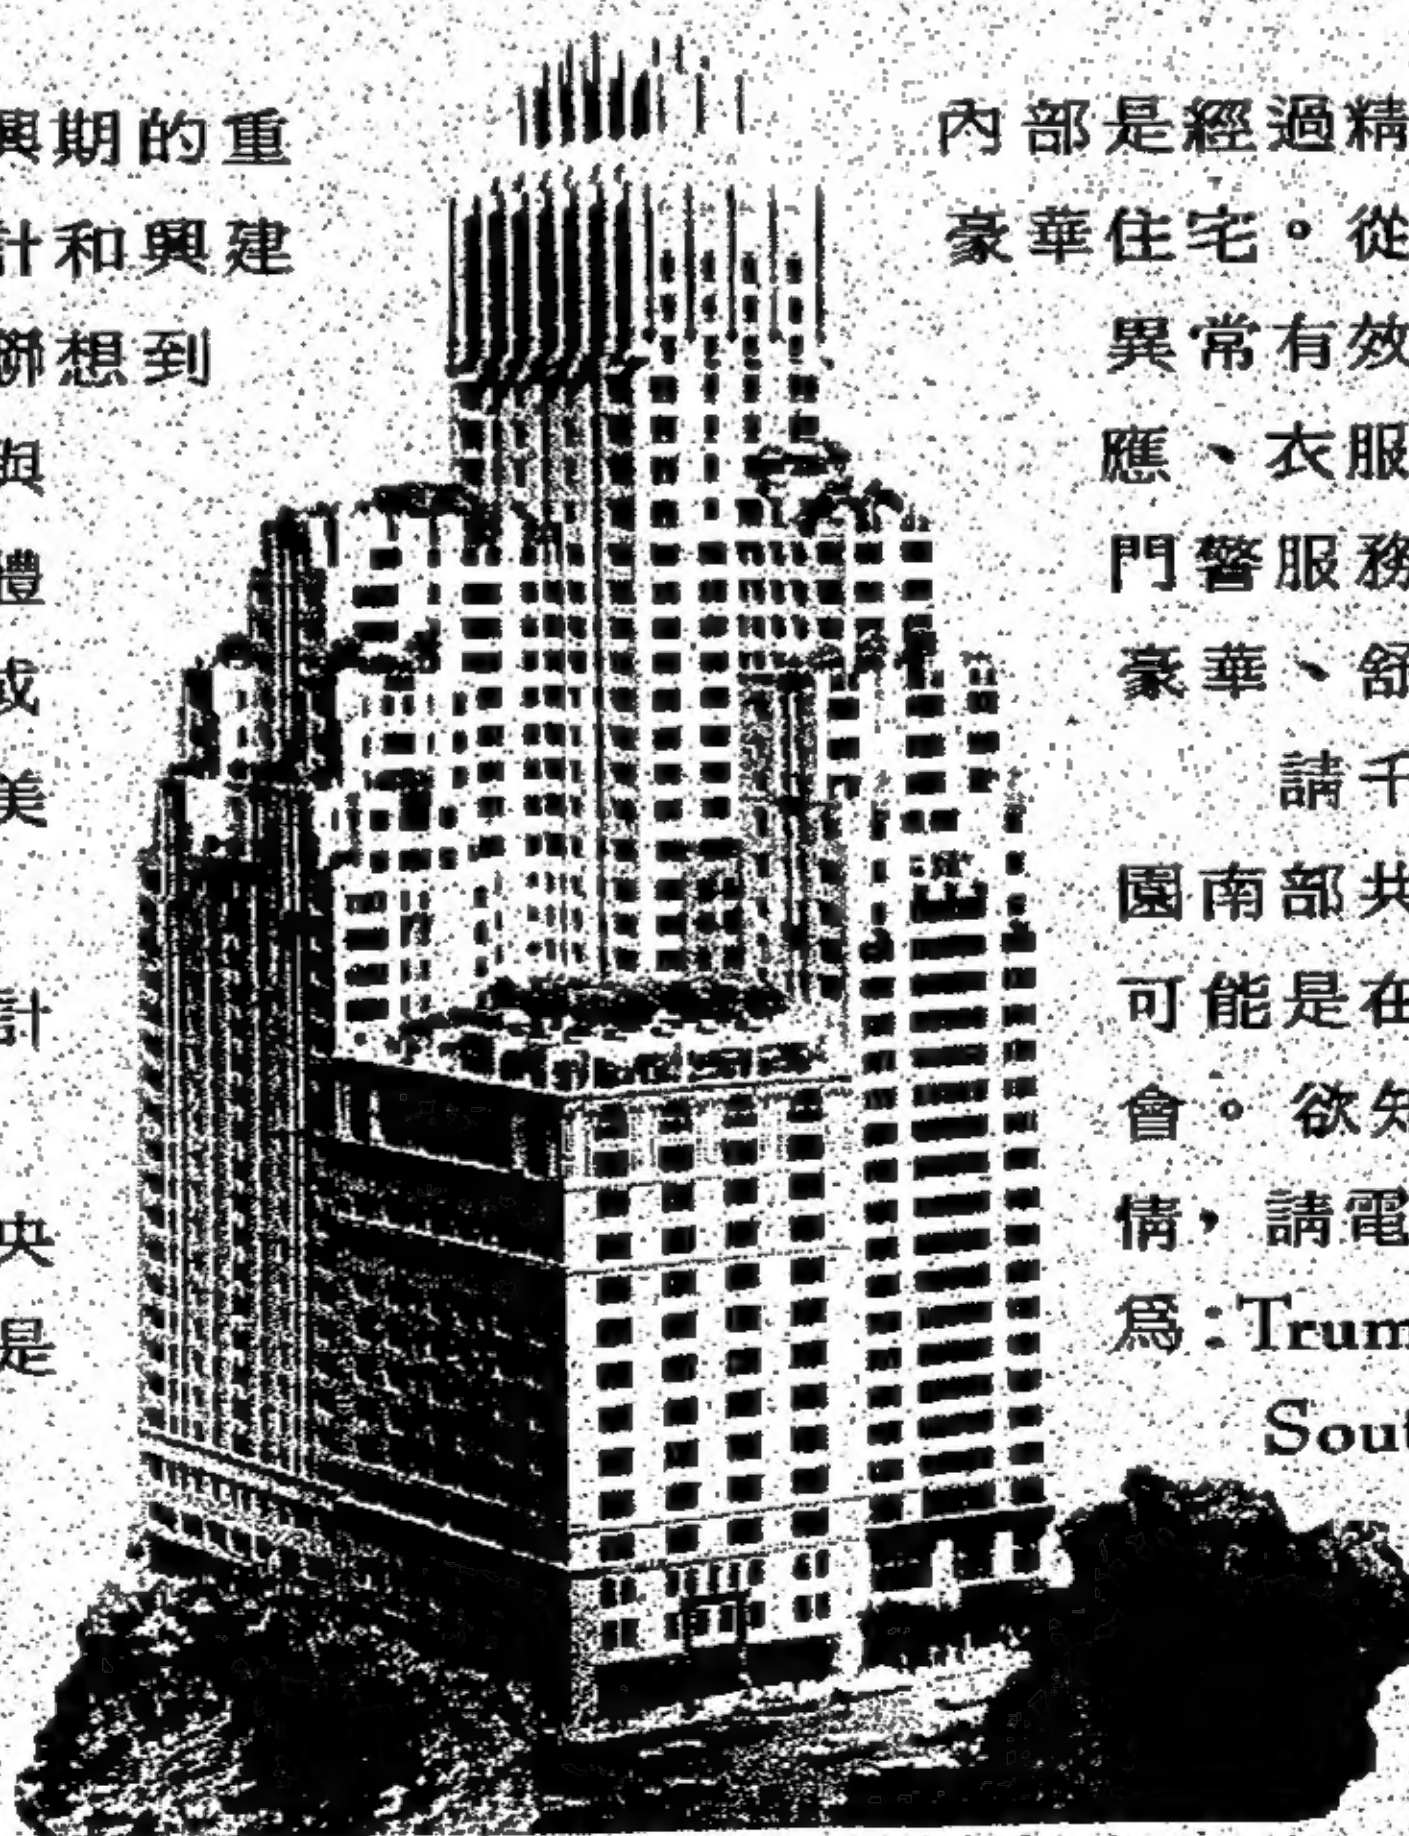 興期的重
計和興建
聯想到
與
體
或
美
計
央
是
內部是經過精
豪華住宅。從
異常有效
應、衣服
門警服務
豪華、舒
請千
園南部共
可能是在
會。欲知
情，請電
為：Trum
Sout